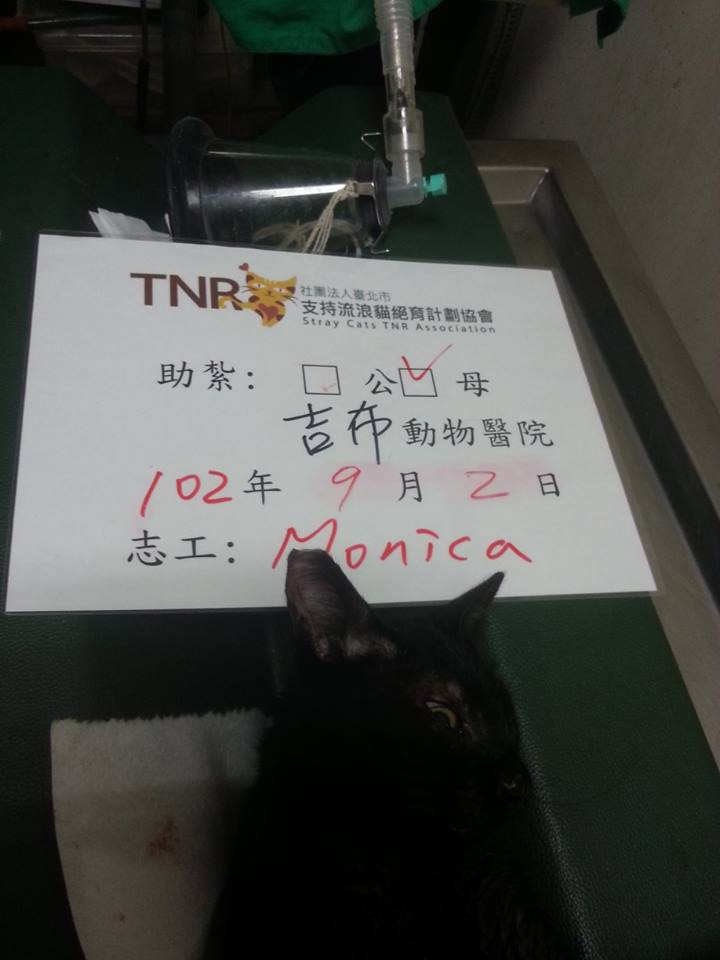 TNR 社團法人臺北市
支持流浪貓絕育計劃協會
Stray Cats TNR Association
助紮: □ 公 ☑ 母
吉布動物醫院
102年 9月 2日
志工: Monica